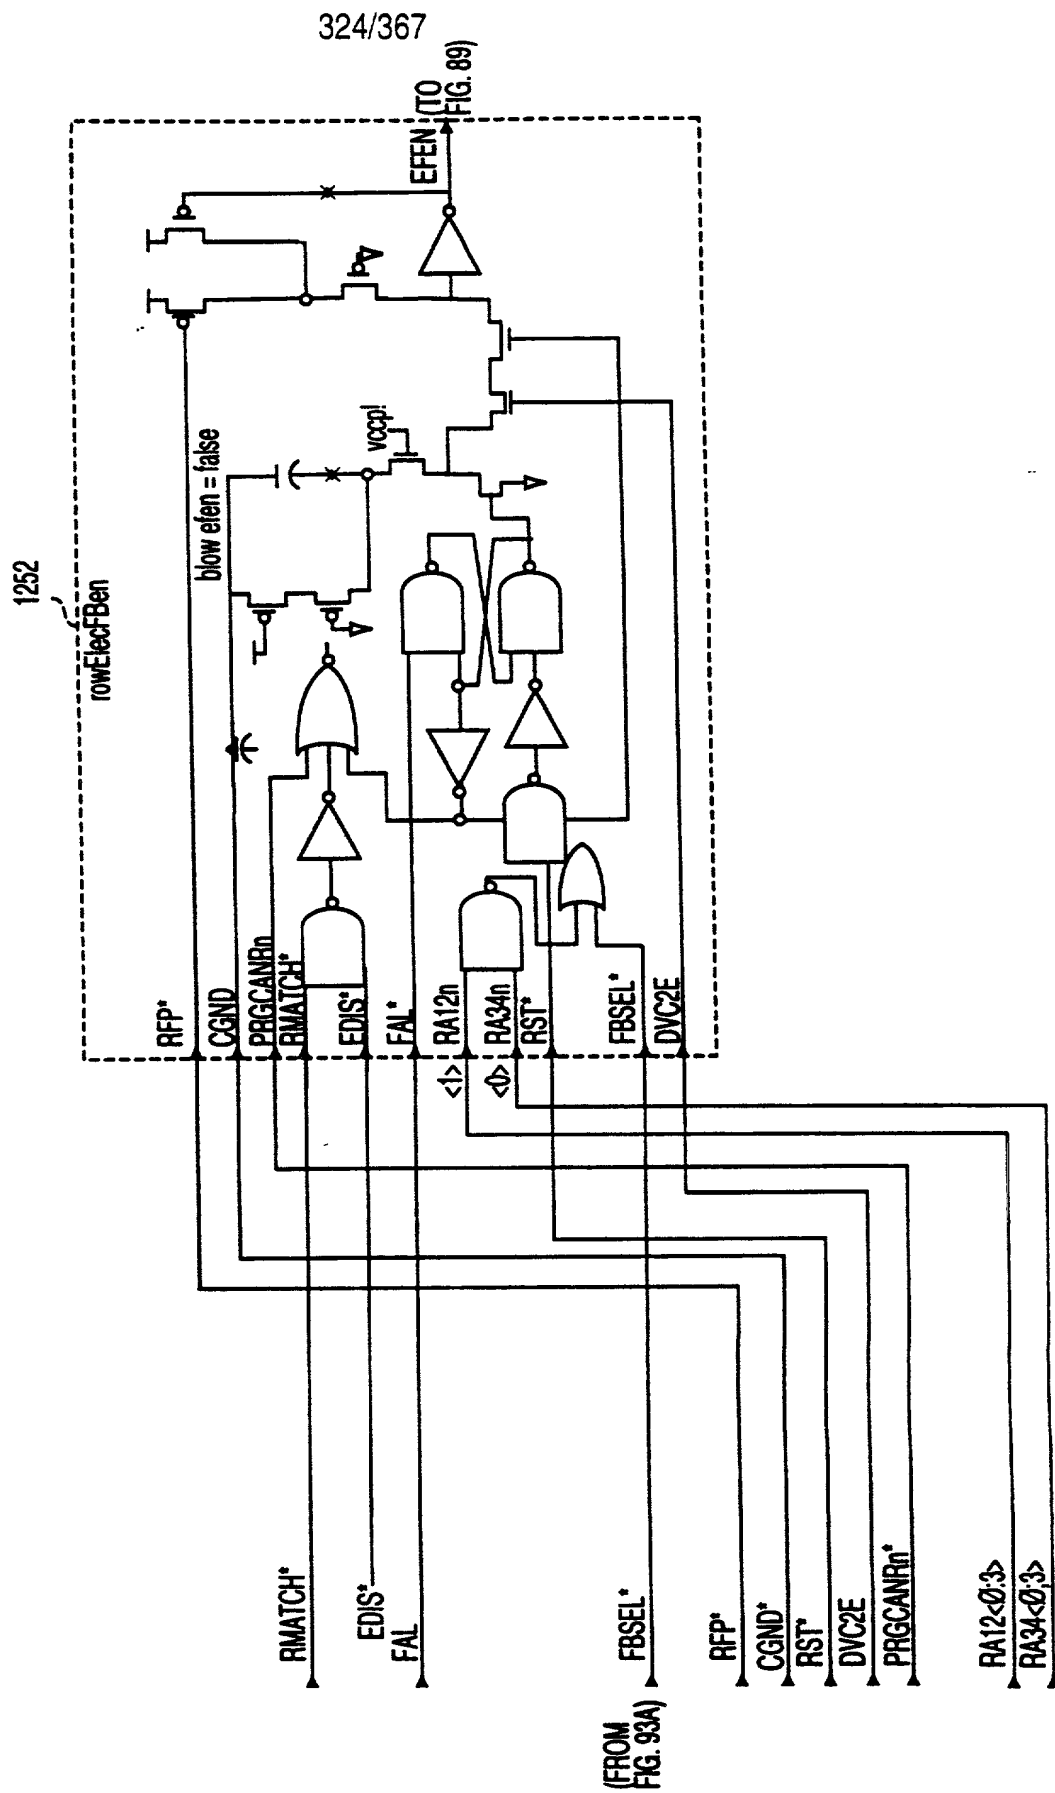 324/367
1252
rowElecFBen
RFP*
CGND
PRGCANRn
RMATCH*
EDIS*
FAL*
<1> RA12n
<0> RA34n
RST*
FBSEL*
DVC2E
blow efen = false
vccp!
EFEN
(TO
FIG. 89)
RMATCH*
EDIS*
FAL
FBSEL*
(FROM
FIG. 93A)
RFP*
CGND*
RST*
DVC2E
PRGCANRn*
RA12<Ø:3>
RA34<Ø:3>